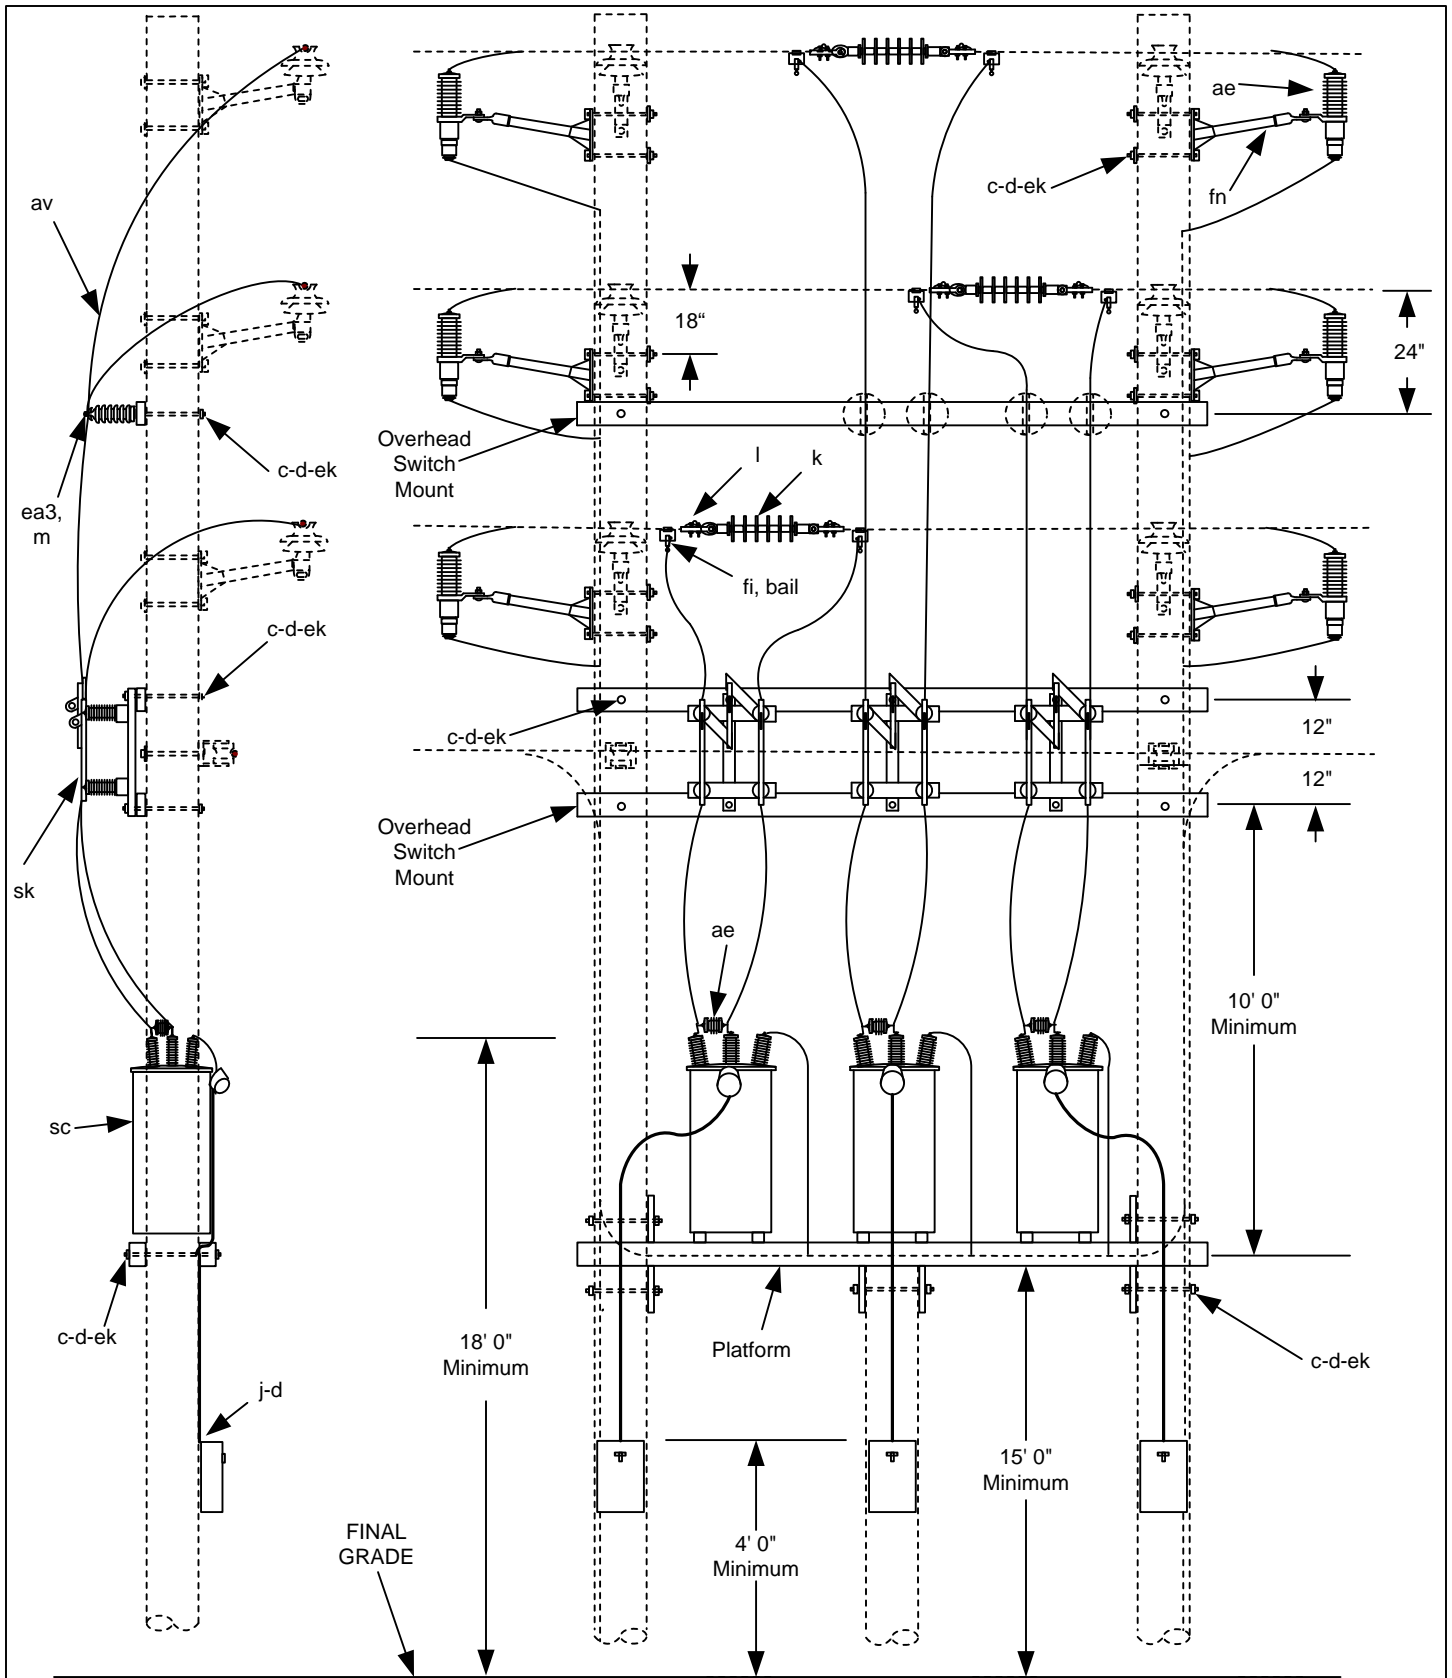 ae
av
c-d-ek
fn
18“
24"
Overhead
Switch
Mount
c-d-ek
l
k
ea3,
m
fi, bail
c-d-ek
c-d-ek
12"
12"
Overhead
Switch
Mount
sk
ae
10' 0"
Minimum
sc
c-d-ek
18' 0"
Minimum
Platform
c-d-ek
j-d
15' 0"
Minimum
FINAL
GRADE
4' 0"
Minimum